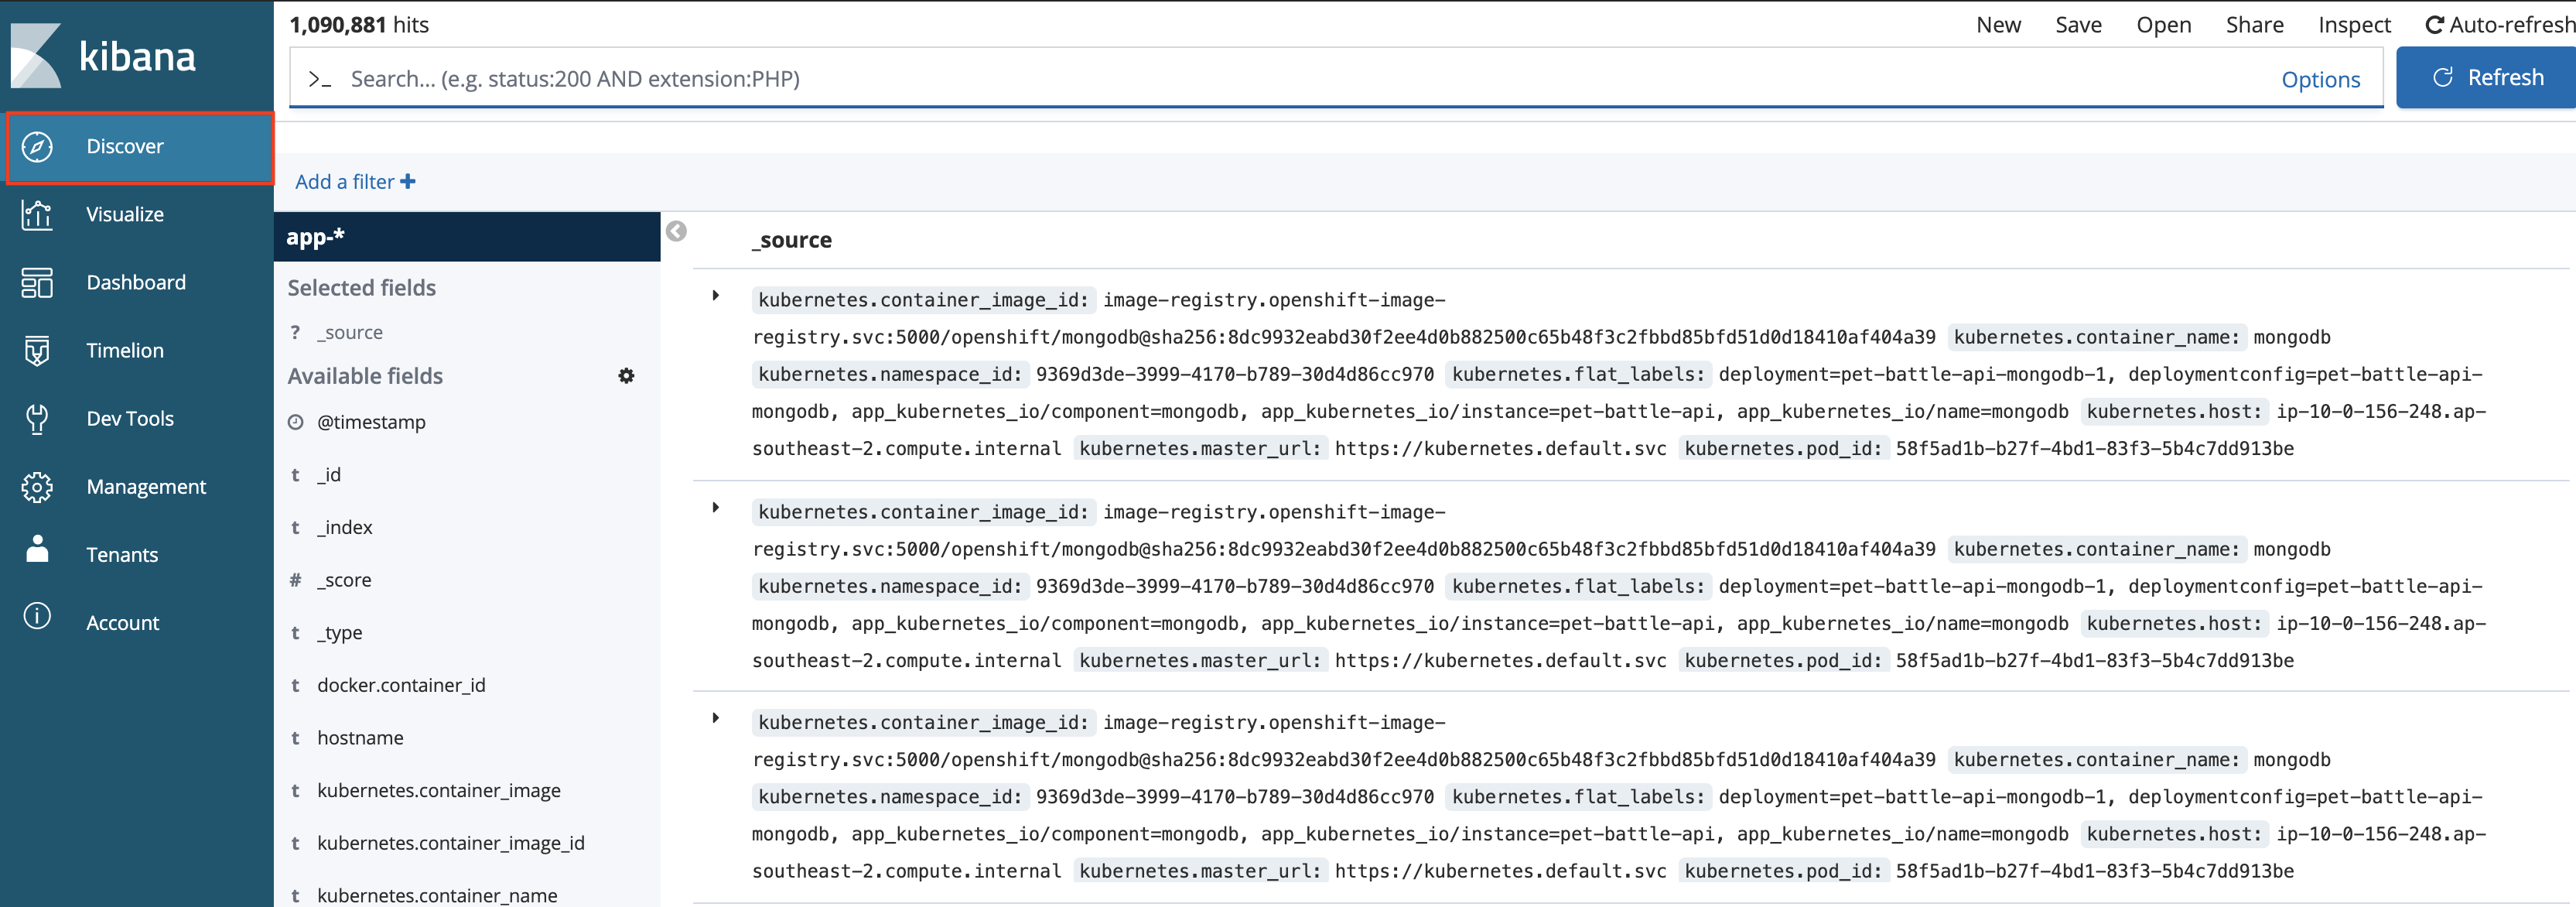 kibana
Discover
Visualize
Dashboard
Timelion
Dev Tools
Management
Tenants
Account
1,090,881 hits
New Save Open Share Inspect Auto-refresh
>_ Search... (e.g. status:200 AND extension:PHP) Options Refresh
Add a filter +
app-*
Selected fields
? _source
Available fields
@timestamp
t _id
t _index
# _score
t _type
t docker.container_id
t hostname
t kubernetes.container_image
t kubernetes.container_image_id
t kubernetes.container_name
_source
kubernetes.container_image_id: image-registry.openshift-image-
registry.svc:5000/openshift/mongodb@sha256:8dc9932eabd30f2ee4d0b882500c65b48f3c2fbbd85bfd51d0d18410af404a39 kubernetes.container_name: mongodb
kubernetes.namespace_id: 9369d3de-3999-4170-b789-30d4d86cc970 kubernetes.flat_labels: deployment=pet-battle-api-mongodb-1, deploymentconfig=pet-battle-api-
mongodb, app_kubernetes_io/component=mongodb, app_kubernetes_io/instance=pet-battle-api, app_kubernetes_io/name=mongodb kubernetes.host: ip-10-0-156-248.ap-
southeast-2.compute.internal kubernetes.master_url: https://kubernetes.default.svc kubernetes.pod_id: 58f5ad1b-b27f-4bd1-83f3-5b4c7dd913be
kubernetes.container_image_id: image-registry.openshift-image-
registry.svc:5000/openshift/mongodb@sha256:8dc9932eabd30f2ee4d0b882500c65b48f3c2fbbd85bfd51d0d18410af404a39 kubernetes.container_name: mongodb
kubernetes.namespace_id: 9369d3de-3999-4170-b789-30d4d86cc970 kubernetes.flat_labels: deployment=pet-battle-api-mongodb-1, deploymentconfig=pet-battle-api-
mongodb, app_kubernetes_io/component=mongodb, app_kubernetes_io/instance=pet-battle-api, app_kubernetes_io/name=mongodb kubernetes.host: ip-10-0-156-248.ap-
southeast-2.compute.internal kubernetes.master_url: https://kubernetes.default.svc kubernetes.pod_id: 58f5ad1b-b27f-4bd1-83f3-5b4c7dd913be
kubernetes.container_image_id: image-registry.openshift-image-
registry.svc:5000/openshift/mongodb@sha256:8dc9932eabd30f2ee4d0b882500c65b48f3c2fbbd85bfd51d0d18410af404a39 kubernetes.container_name: mongodb
kubernetes.namespace_id: 9369d3de-3999-4170-b789-30d4d86cc970 kubernetes.flat_labels: deployment=pet-battle-api-mongodb-1, deploymentconfig=pet-battle-api-
mongodb, app_kubernetes_io/component=mongodb, app_kubernetes_io/instance=pet-battle-api, app_kubernetes_io/name=mongodb kubernetes.host: ip-10-0-156-248.ap-
southeast-2.compute.internal kubernetes.master_url: https://kubernetes.default.svc kubernetes.pod_id: 58f5ad1b-b27f-4bd1-83f3-5b4c7dd913be